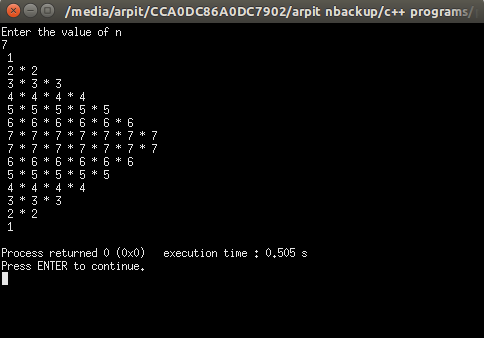 /media/arpit/CCA0DC86A0DC7902/arpit nbackup/c++ programs/
Enter the value of n
7
1
2 * 2
3 * 3 * 3
4 * 4 * 4 * 4
5 * 5 * 5 * 5 * 5
6 * 6 * 6 * 6 * 6 * 6
7 * 7 * 7 * 7 * 7 * 7 * 7
7 * 7 * 7 * 7 * 7 * 7 * 7
6 * 6 * 6 * 6 * 6 * 6
5 * 5 * 5 * 5 * 5
4 * 4 * 4 * 4
3 * 3 * 3
2 * 2
1
Process returned 0 (0x0)   execution time : 0.505 s
Press ENTER to continue.